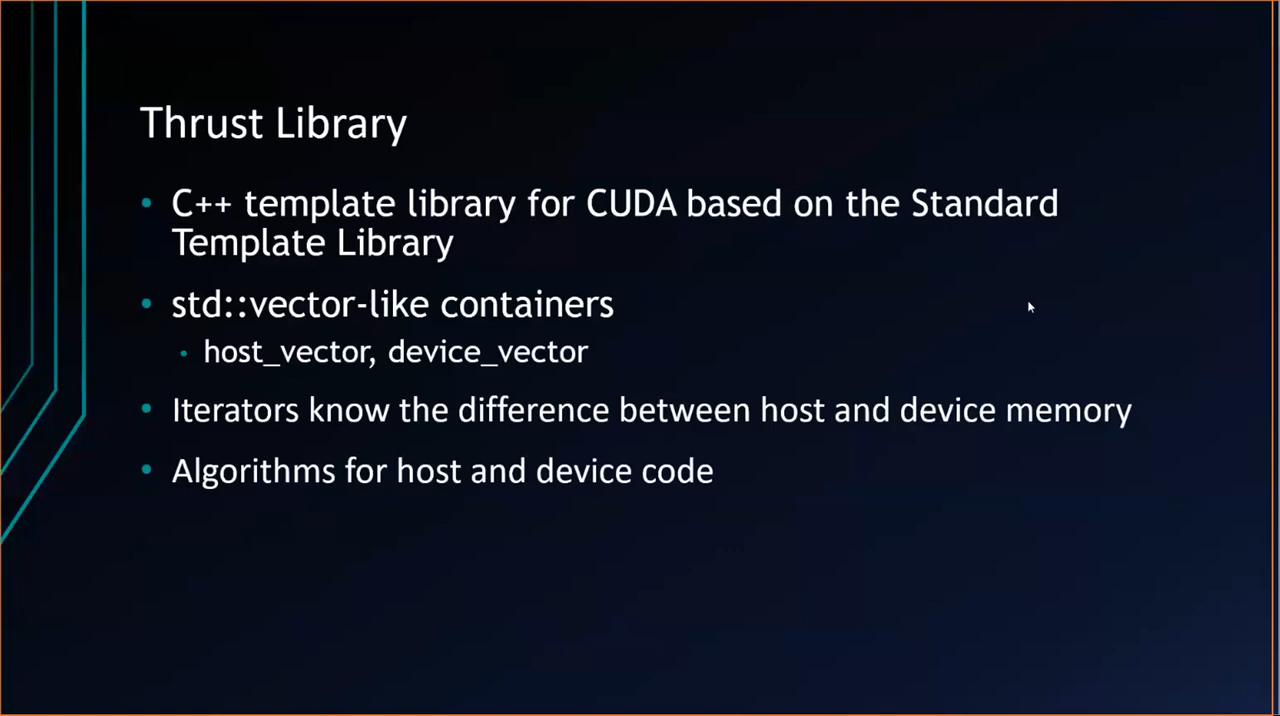 Thrust Library
• C++ template library for CUDA based on the Standard
Template Library
• std::vector-like containers
• host_vector, device_vector
• Iterators know the difference between host and device memory
• Algorithms for host and device code